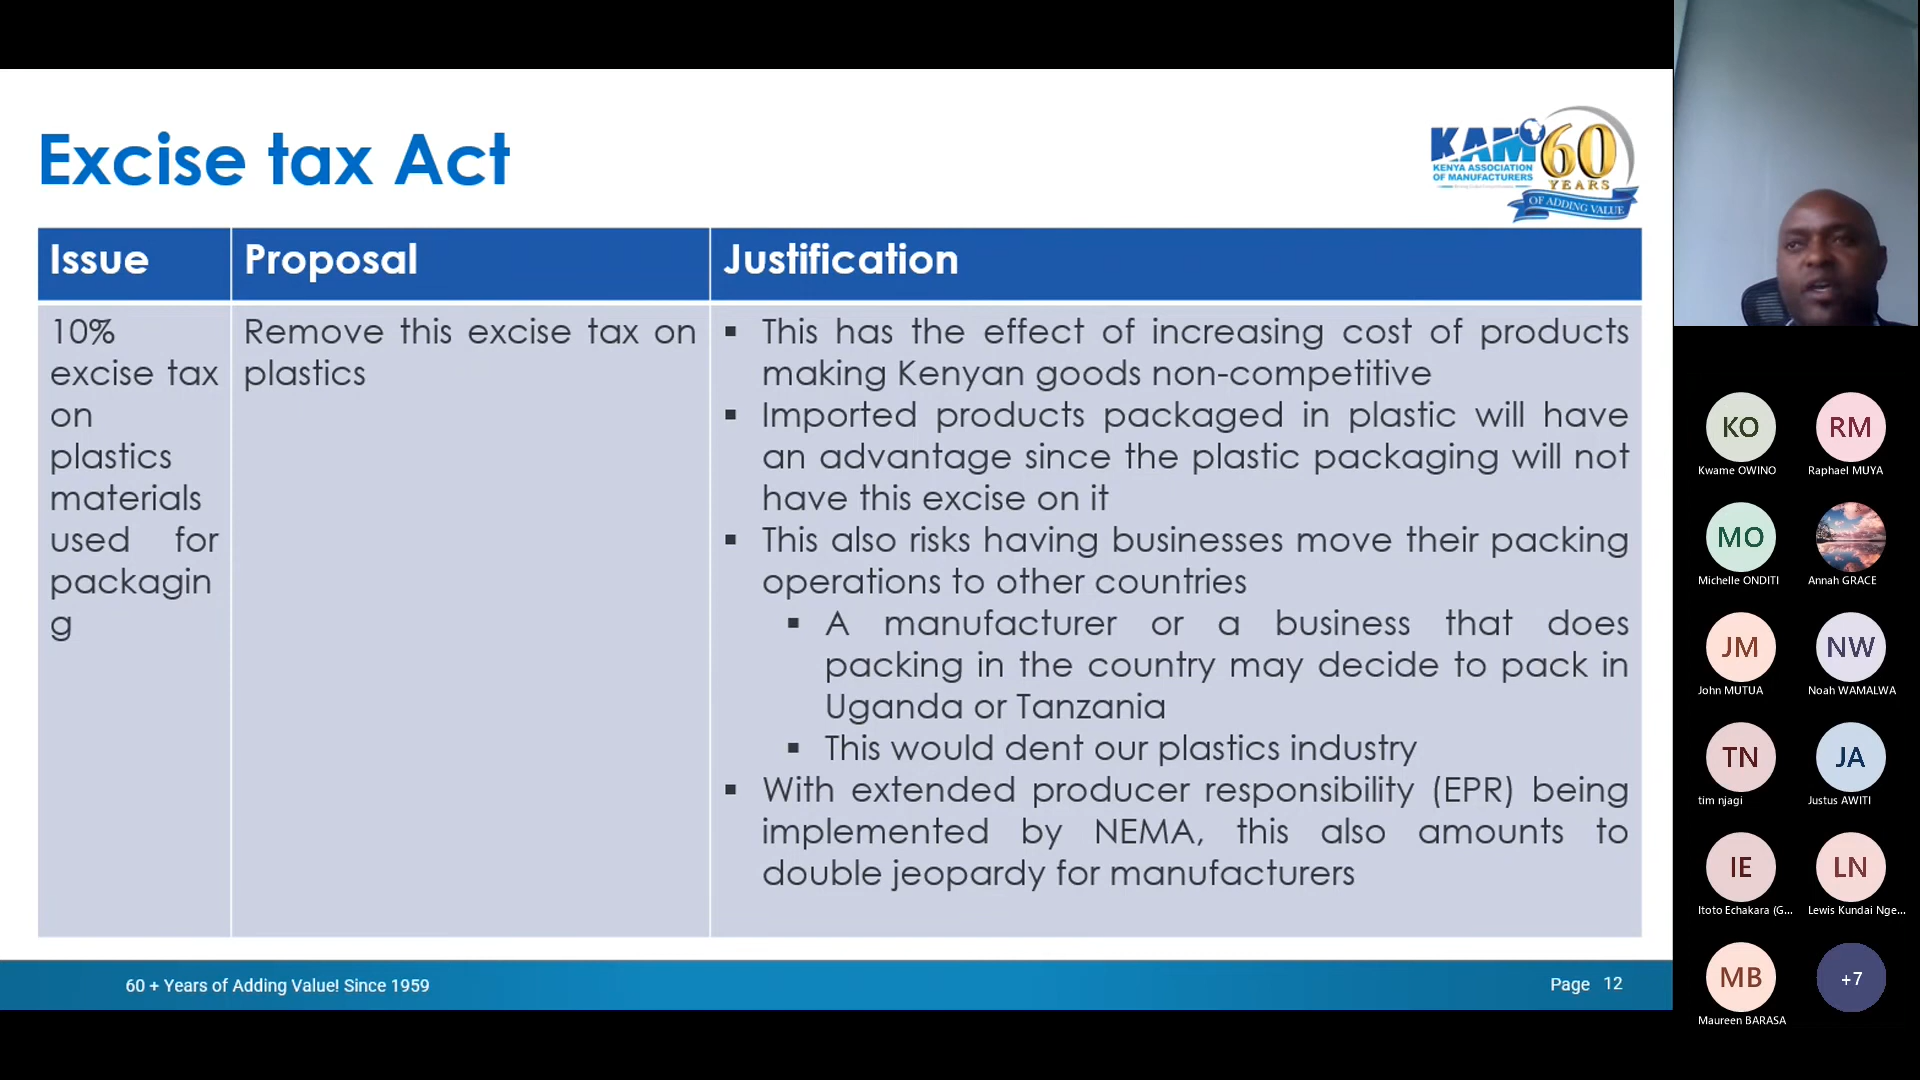 Excise tax Act
KAM
KENYA ASSOCIATION
OF MANUFACTURERS
60
YEARS
OF ADDING VALUE
Issue
Proposal
Justification
10%
excise tax
on
plastics
materials
used for
packagin
g
Remove this excise tax on
plastics
▪ This has the effect of increasing cost of products
making Kenyan goods non-competitive
▪ Imported products packaged in plastic will have
an advantage since the plastic packaging will not
have this excise on it
▪ This also risks having businesses move their packing
operations to other countries
▪ A manufacturer or a business that does
packing in the country may decide to pack in
Uganda or Tanzania
▪ This would dent our plastics industry
▪ With extended producer responsibility (EPR) being
implemented by NEMA, this also amounts to
double jeopardy for manufacturers
60 + Years of Adding Value! Since 1959
Page 12
KO
Kwame OWINO
RM
Raphael MUYA
MO
Michelle ONDITI
Annah GRACE
JM
John MUTUA
NW
Noah WAMALWA
TN
tim njagi
JA
Justus AWITI
IE
Itoto Echakara (G...
LN
Lewis Kundai Nge...
MB
Maureen BARASA
+7